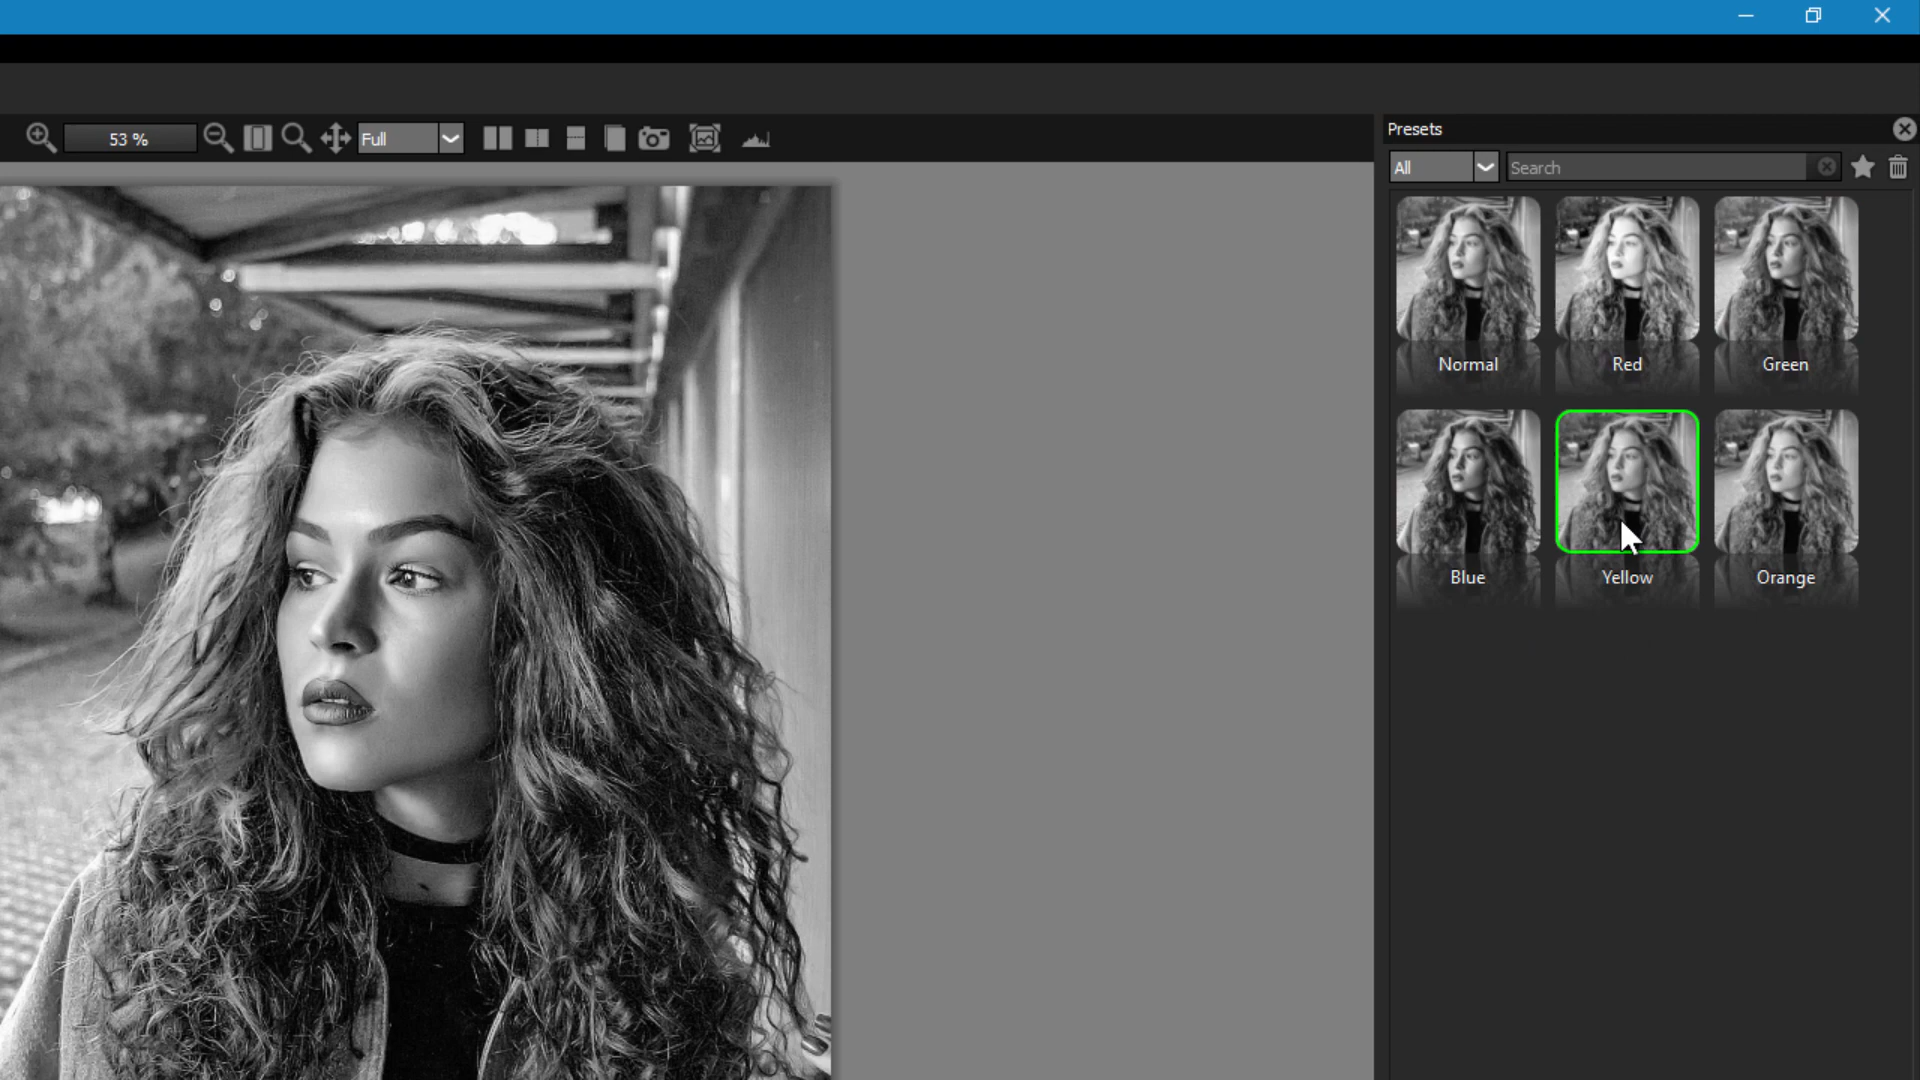 53 %
Full
Presets
All
Search
Normal
Red
Green
Blue
Yellow
Orange